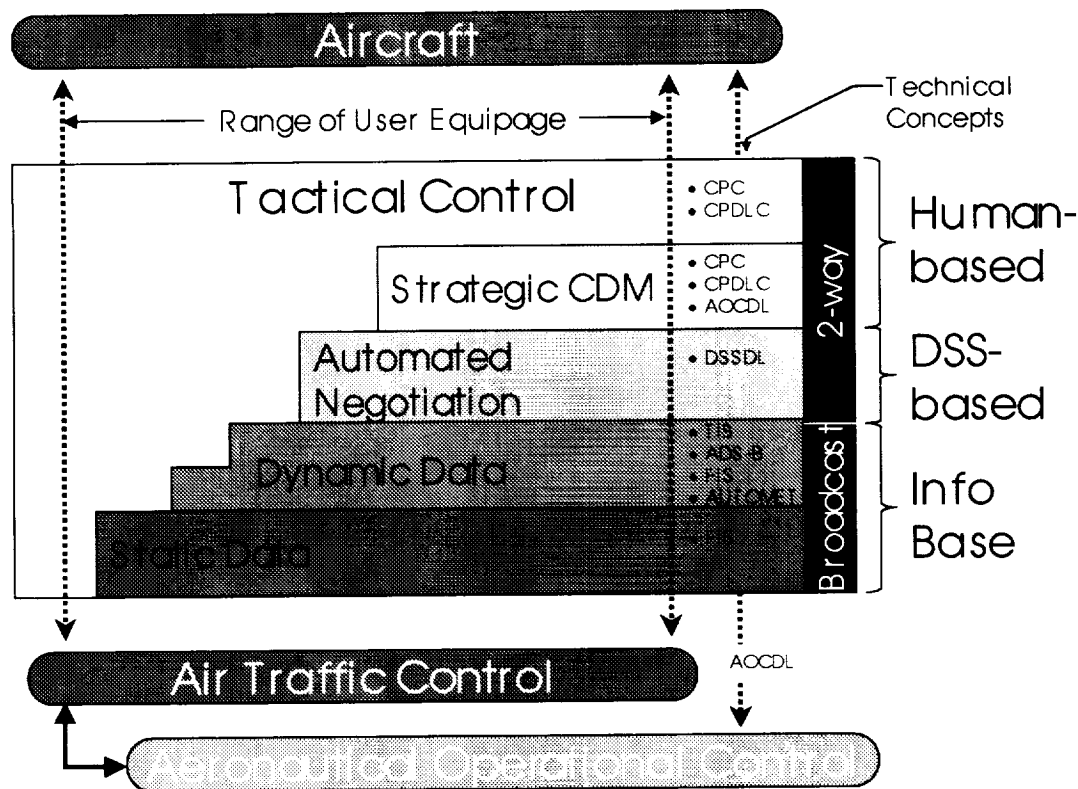 Aircraft
Technical
Concepts
Range of User Equipage
Tactical Control
• CPC
• CPDLC
Human-
based
2-way
Strategic CDM
• CPC
• CPDLC
• AOCDL
Automated
Negotiation
• DSSDL
DSS-
based
Dynamic Data
• TIS
• ADS-B
• FIS
• AUTOMET
Broadcast
Info
Base
Static Data
AOCDL
Air Traffic Control
Aeronautical Operational Control